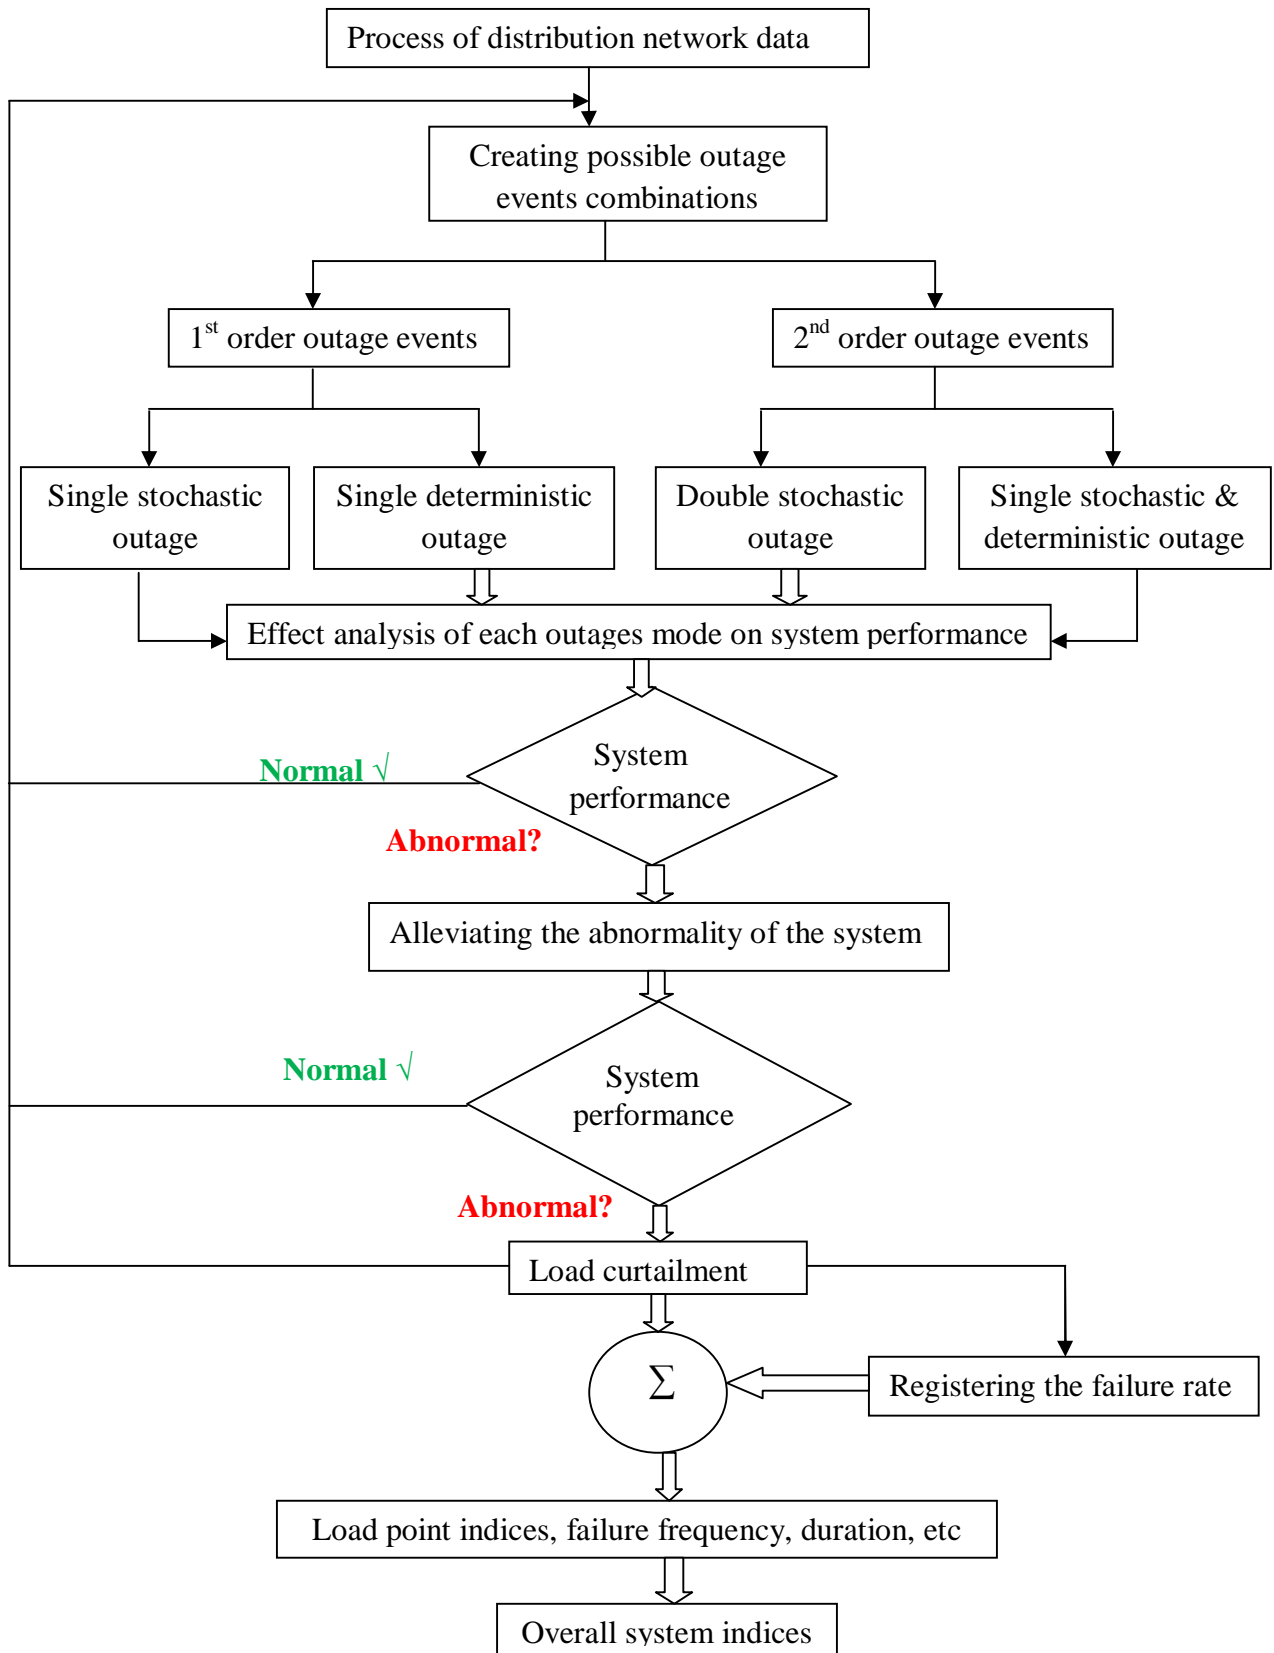 Process of distribution network data
Creating possible outage
events combinations
1st order outage events
2nd order outage events
Single stochastic
outage
Single deterministic
outage
Double stochastic
outage
Single stochastic &
deterministic outage
Effect analysis of each outages mode on system performance
System
performance
Normal √
Abnormal?
Alleviating the abnormality of the system
Normal √
System
performance
Abnormal?
Load curtailment
∑
Registering the failure rate
Load point indices, failure frequency, duration, etc
Overall system indices